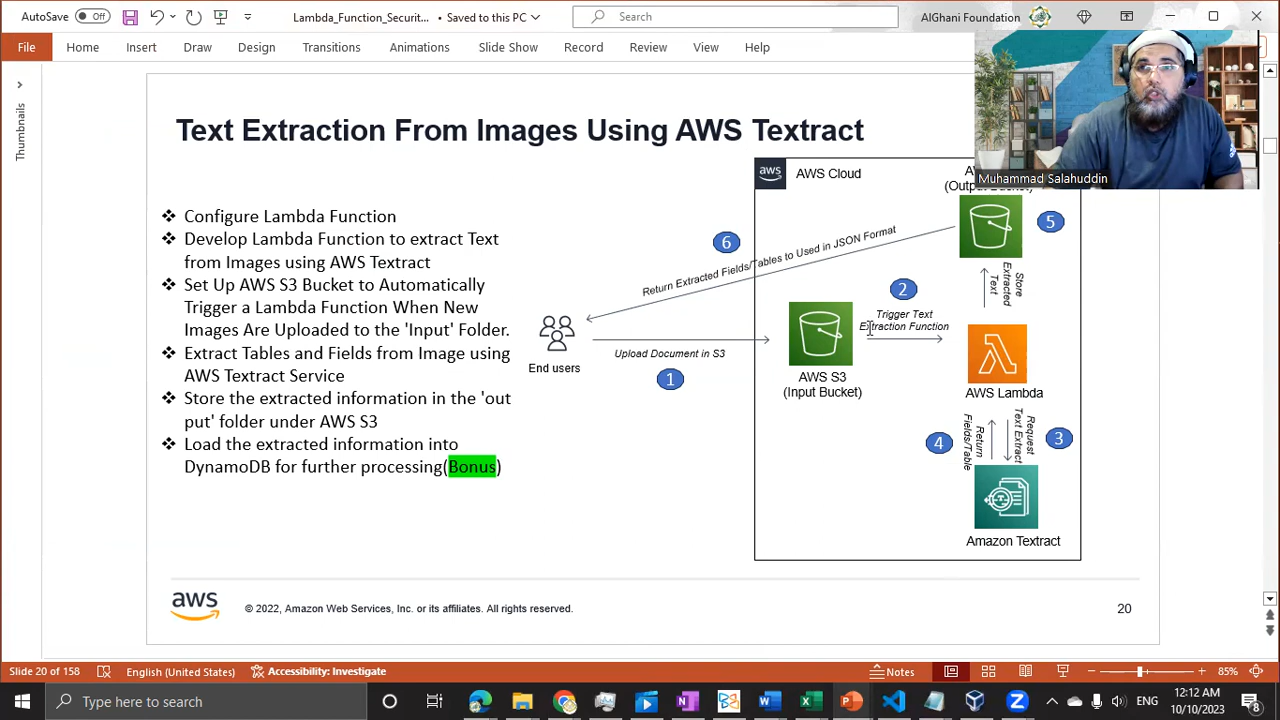 AutoSave
Off
Lambda_Function_Securit...
Saved to this PC
Search
AlGhani Foundation
File
Home
Insert
Draw
Design
Transitions
Animations
Slide Show
Record
Review
View
Help
Thumbnails
Muhammad Salahuddin
Text Extraction From Images Using AWS Textract
Configure Lambda Function
Develop Lambda Function to extract Text
from Images using AWS Textract
Set Up AWS S3 Bucket to Automatically
Trigger a Lambda Function When New
Images Are Uploaded to the 'Input' Folder.
Extract Tables and Fields from Image using
AWS Textract Service
Store the extracted information in the 'out
put' folder under AWS S3
Load the extracted information into
DynamoDB for further processing(Bonus)
aws
AWS Cloud
(Output Bucket)
5
6
Return Extracted Fields/Tables to Used in JSON Format
Store
Extracted
Text
2
Trigger Text
Extraction Function
End users
Upload Document in S3
1
AWS S3
(Input Bucket)
AWS Lambda
4
Return
Fields/Table
Request
Text Extract
3
Amazon Textract
aws
© 2022, Amazon Web Services, Inc. or its affiliates. All rights reserved.
20
Slide 20 of 158
English (United States)
Accessibility: Investigate
Notes
85%
Type here to search
ENG
12:12 AM
10/10/2023
8